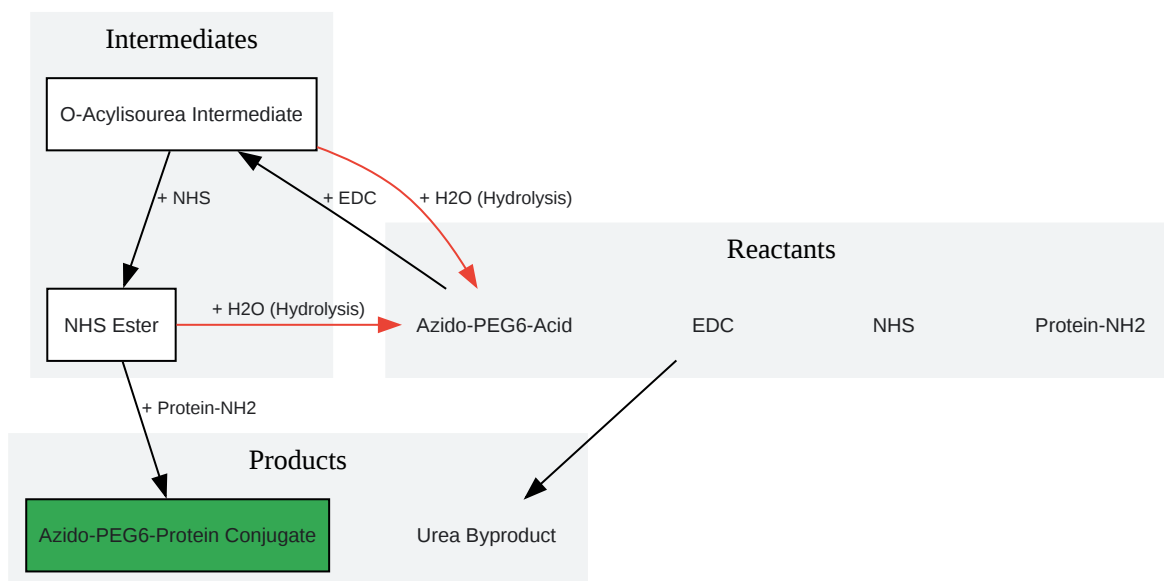 Intermediates
O-Acylisourea Intermediate
+ NHS
+ EDC
+ H2O (Hydrolysis)
Reactants
NHS Ester
+ H2O (Hydrolysis)
Azido-PEG6-Acid
EDC
NHS
Protein-NH2
+ Protein-NH2
Products
Azido-PEG6-Protein Conjugate
Urea Byproduct